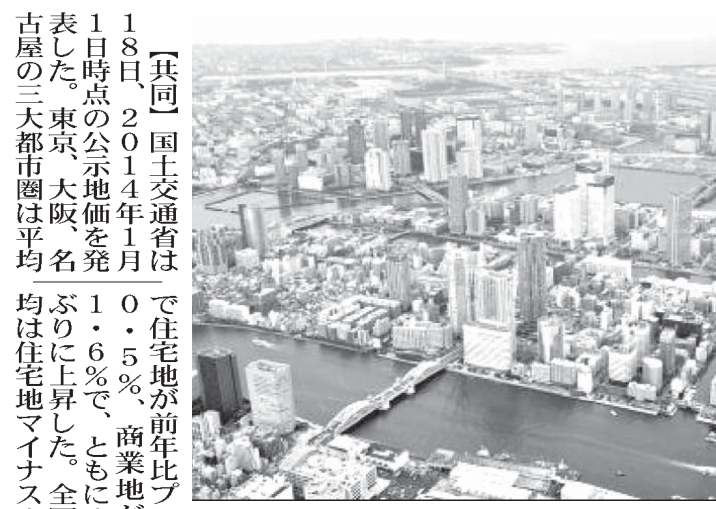 【共同】国土交通省は
１８日、２０１４年１月
１日時点の公示地価を発
表した。東京、大阪、名
古屋の三大都市圏は平均
で住宅地が前年比プ
０・５％、商業地が
１・６％で、ともに
ぶりに上昇した。全
均は住宅地マイナス